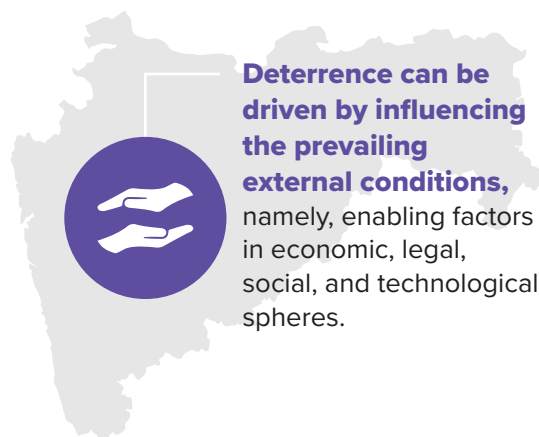 Deterrence can be
driven by influencing
the prevailing
external conditions,
namely, enabling factors
in economic, legal,
social, and technological
spheres.